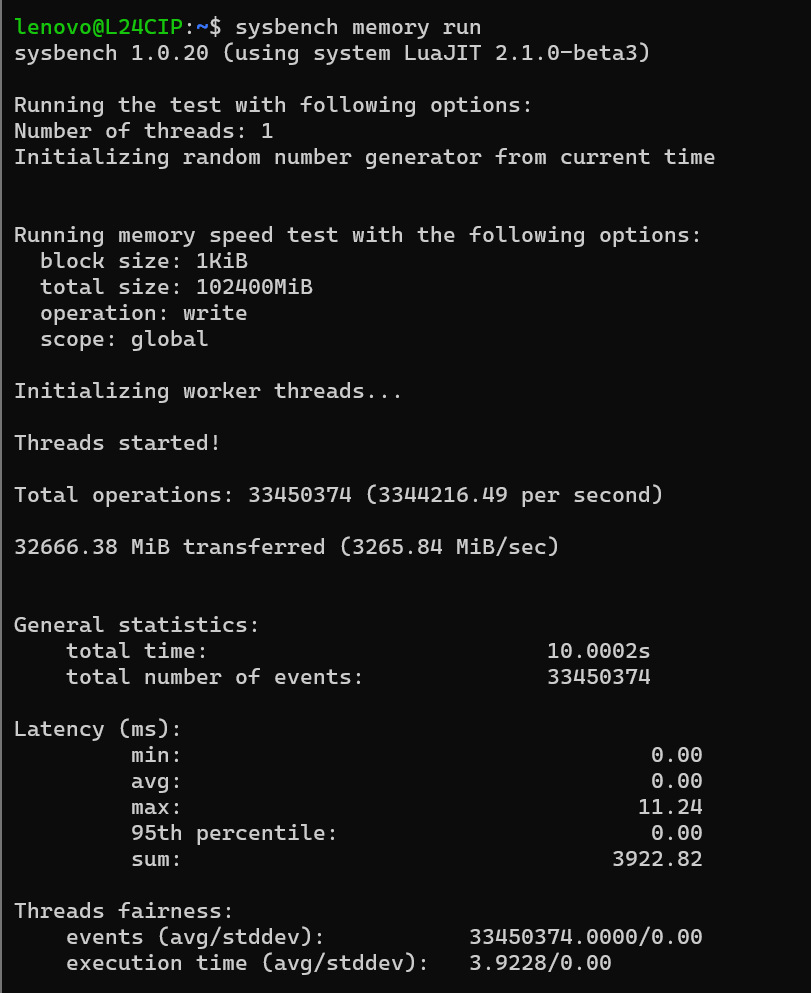 lenovo@L24CIP:~$ sysbench memory run
sysbench 1.0.20 (using system LuaJIT 2.1.0-beta3)
Running the test with following options:
Number of threads: 1
Initializing random number generator from current time
Running memory speed test with the following options:
block size: 1KiB
total size: 102400MiB
operation: write
scope: global
Initializing worker threads...
Threads started!
Total operations: 33450374 (3344216.49 per second)
32666.38 MiB transferred (3265.84 MiB/sec)
General statistics:
total time: 10.0002s
total number of events: 33450374
Latency (ms):
min: 0.00
avg: 0.00
max: 11.24
95th percentile: 0.00
sum: 3922.82
Threads fairness:
events (avg/stddev): 33450374.0000/0.00
execution time (avg/stddev): 3.9228/0.00